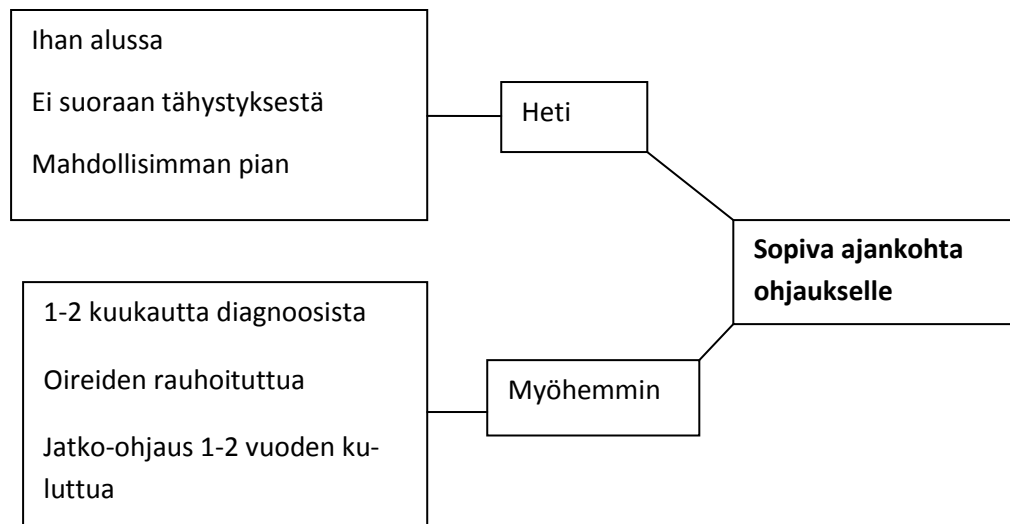 Ihan alussa
Ei suoraan tähystyksestä
Mahdollisimman pian
Heti
Sopiva ajankohta
ohjaukselle
1-2 kuukautta diagnoosista
Oireiden rauhoituttua
Jatko-ohjaus 1-2 vuoden ku-
luttua
Myöhemmin